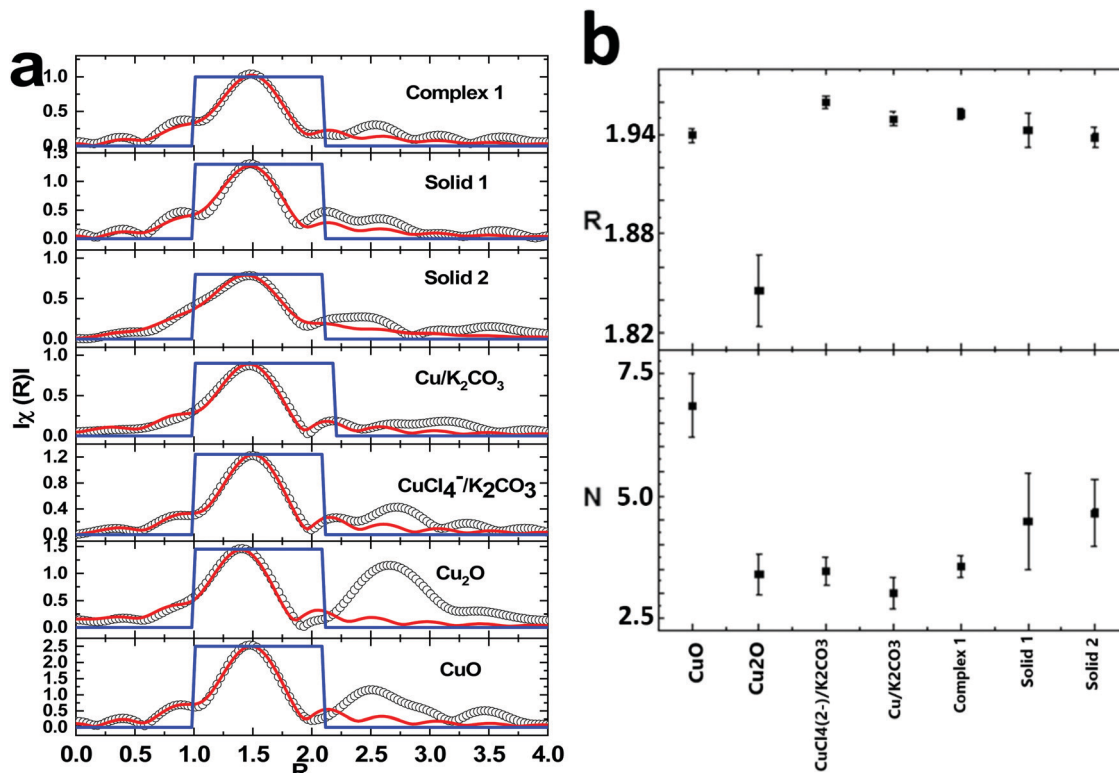 a
Complex 1
1.0
0.5
0.0
Solid 1
1.5
1.0
0.5
0.0
Solid 2
1.0
0.5
0.0
Cu/K₂CO₃
1.0
0.5
0.0
CuCl₄⁻/K₂CO₃
1.2
0.6
0.0
Cu₂O
1.5
1.0
0.5
0.0
CuO
2.5
2.0
1.5
1.0
0.5
0.0
Iχ (R)I
0.0 0.5 1.0 1.5 2.0 2.5 3.0 3.5 4.0
R
b
1.94
1.88
1.82
R
7.5
5.0
2.5
N
CuO
Cu2O
CuCl4(2-)/K2CO3
Cu/K2CO3
Complex 1
Solid 1
Solid 2